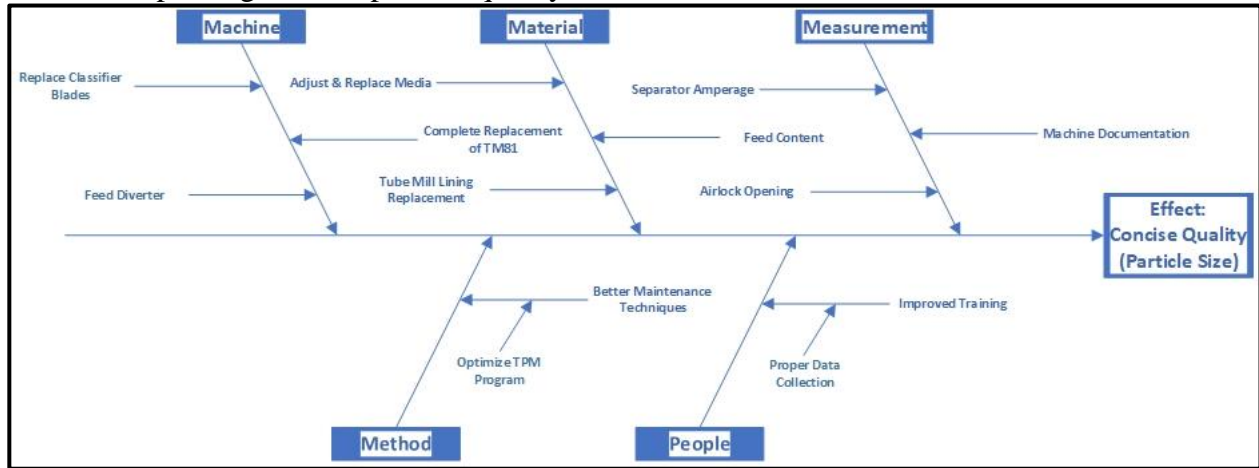 Machine
Material
Measurement
Replace Classifier
Blades
Adjust & Replace Media
Separator Amperage
Complete Replacement
of TM81
Feed Content
Machine Documentation
Feed Diverter
Tube Mill Lining
Replacement
Airlock Opening
Effect:
Concise Quality
(Particle Size)
Better Maintenance
Techniques
Improved Training
Optimize TPM
Program
Proper Data
Collection
Method
People